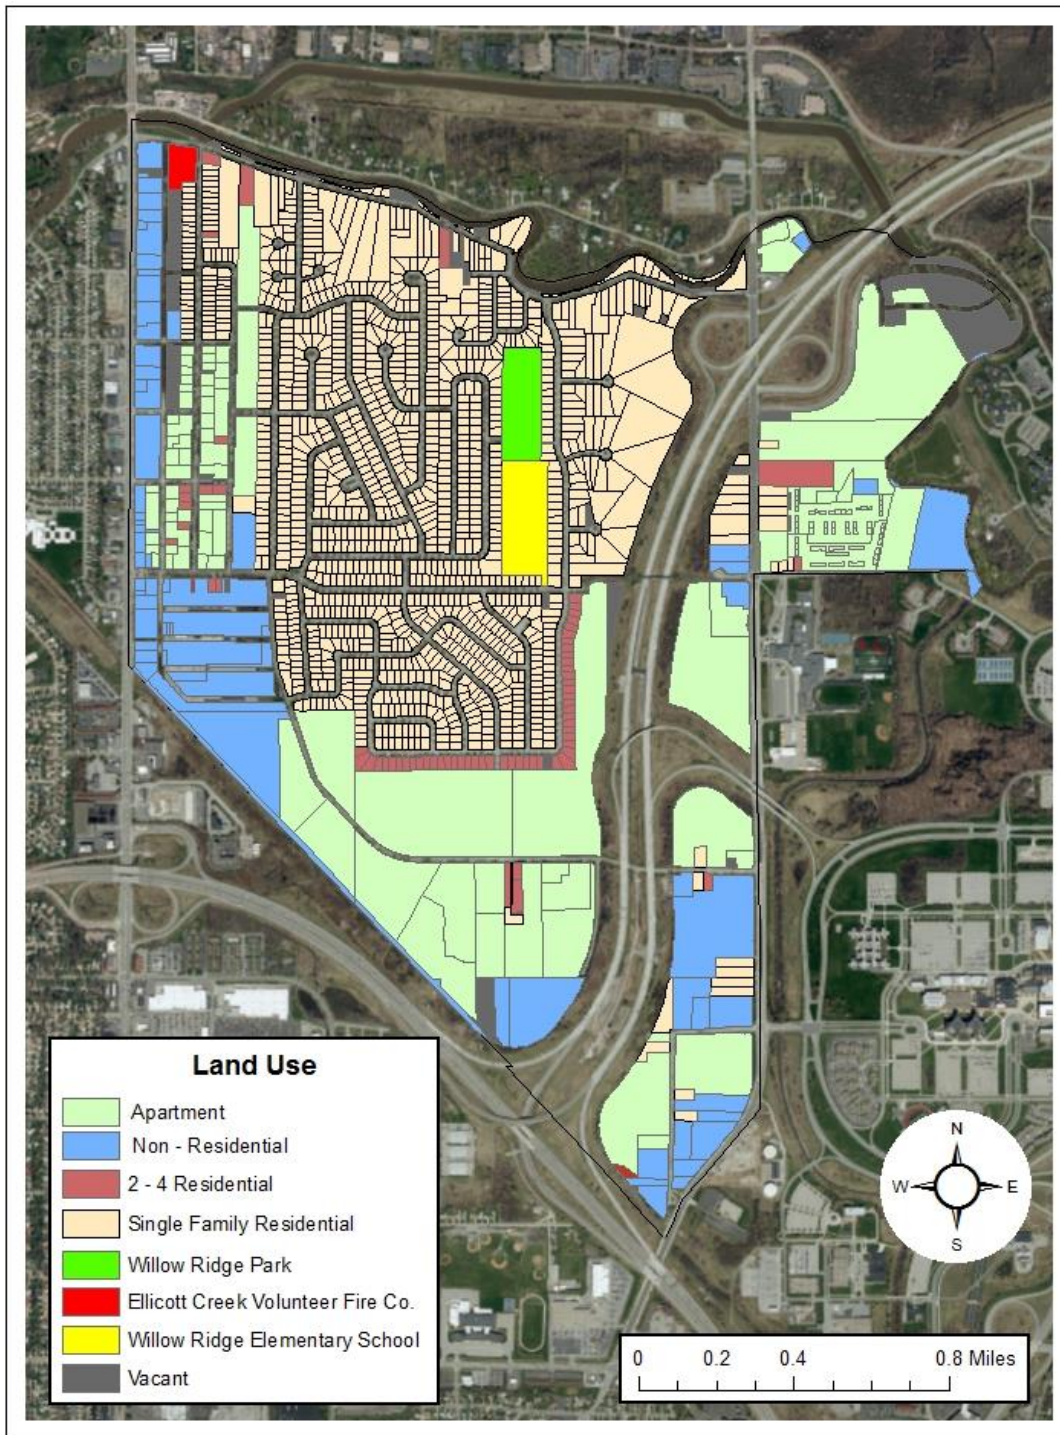 Land Use
Apartment
Non - Residential
2 - 4 Residential
Single Family Residential
Willow Ridge Park
Ellicott Creek Volunteer Fire Co.
Willow Ridge Elementary School
Vacant
N
W E
S
0 0.2 0.4 0.8 Miles